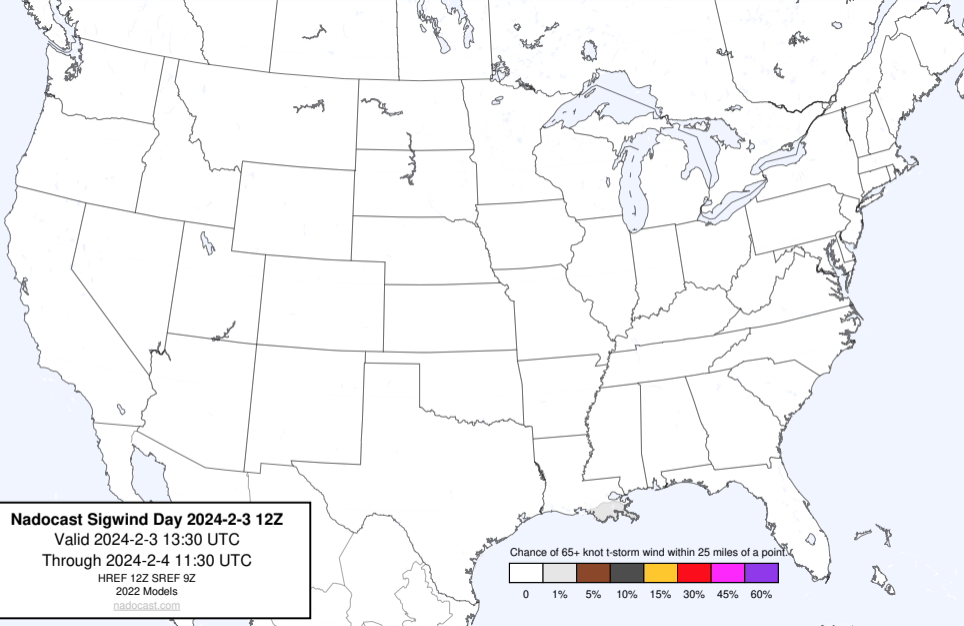 Nadocast Sigwind Day 2024-2-3 12Z
Valid 2024-2-3 13:30 UTC
Through 2024-2-4 11:30 UTC
HREF 12Z SREF 9Z
2022 Models
nadocast.com
Chance of 65+ knot t-storm wind within 25 miles of a point.
0 1% 5% 10% 15% 30% 45% 60%